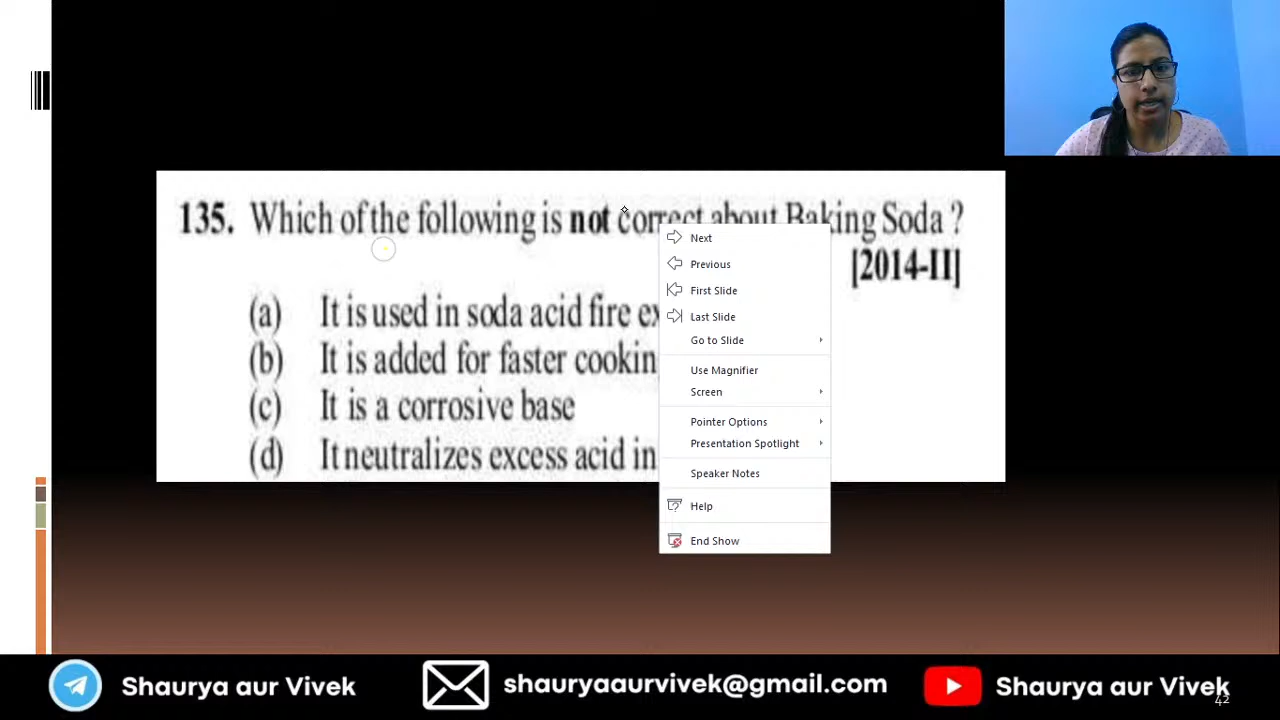 135. Which of the following is not correct about Baking Soda ?
[2014-II]
(a) It is used in soda acid fire
(b) It is added for faster
(c) It is a corrosive base
(d) It neutralizes excess acid in
Next
Previous
First Slide
Last Slide
Go to Slide
Use Magnifier
Screen
Pointer Options
Presentation Spotlight
Speaker Notes
Help
End Show
Shaurya aur Vivek
shauryaaurvivek@gmail.com
Shaurya aur Vivek
42